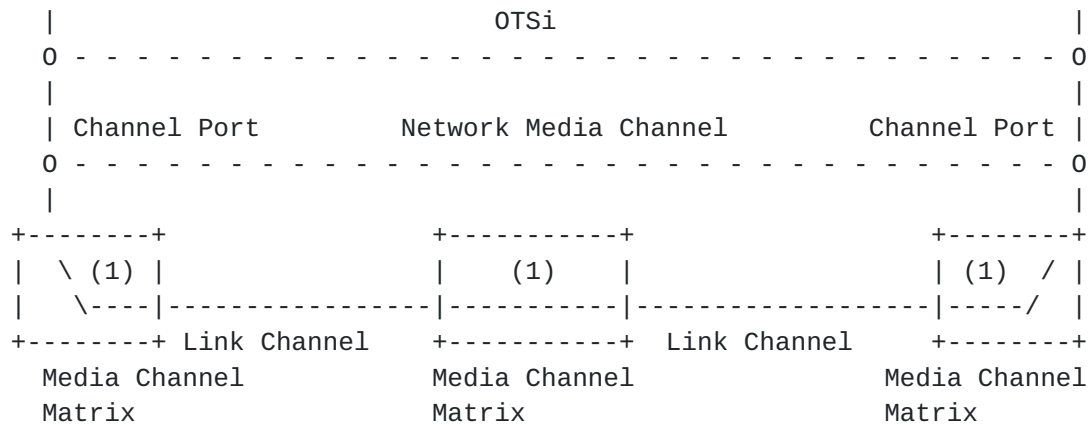 OTSi
Channel Port Network Media Channel Channel Port
(1) (1) (1)
Link Channel Link Channel
Media Channel Media Channel Media Channel
Matrix Matrix Matrix